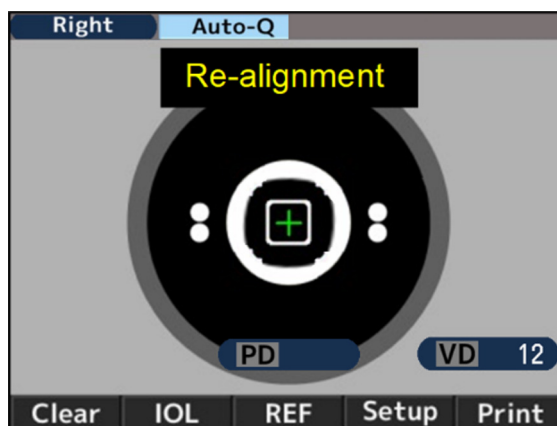 Right Auto-Q
Re-alignment
PD VD 12
Clear IOL REF Setup Print